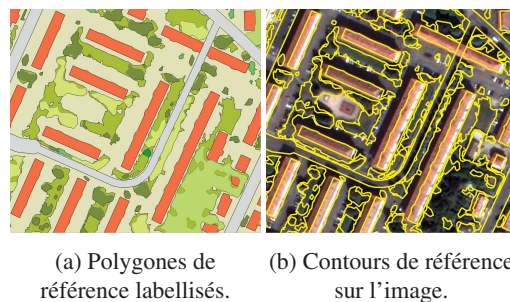 (a) Polygones de
référence labellisés.
(b) Contours de référence
sur l'image.